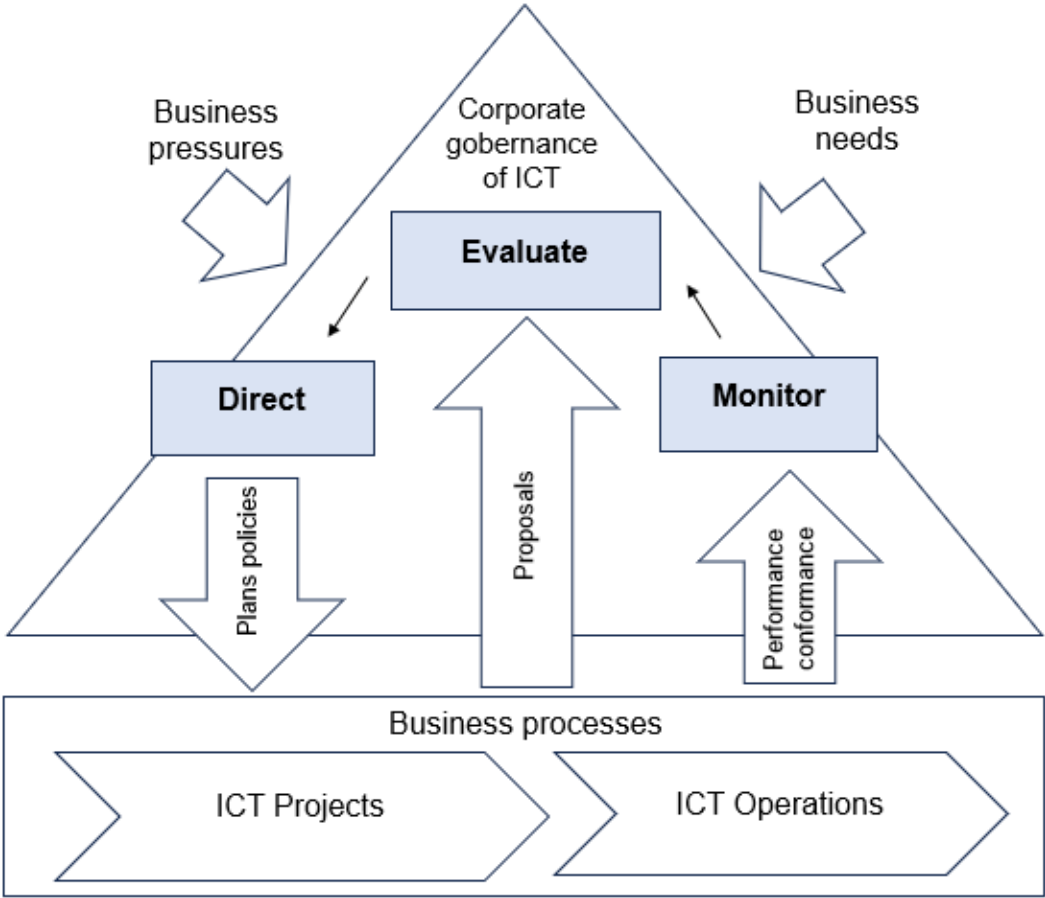 Business
pressures
Corporate
gobernance
of ICT
Business
needs
Evaluate
Direct
Monitor
Plans policies
Proposals
Performance
conformance
Business processes
ICT Projects
ICT Operations